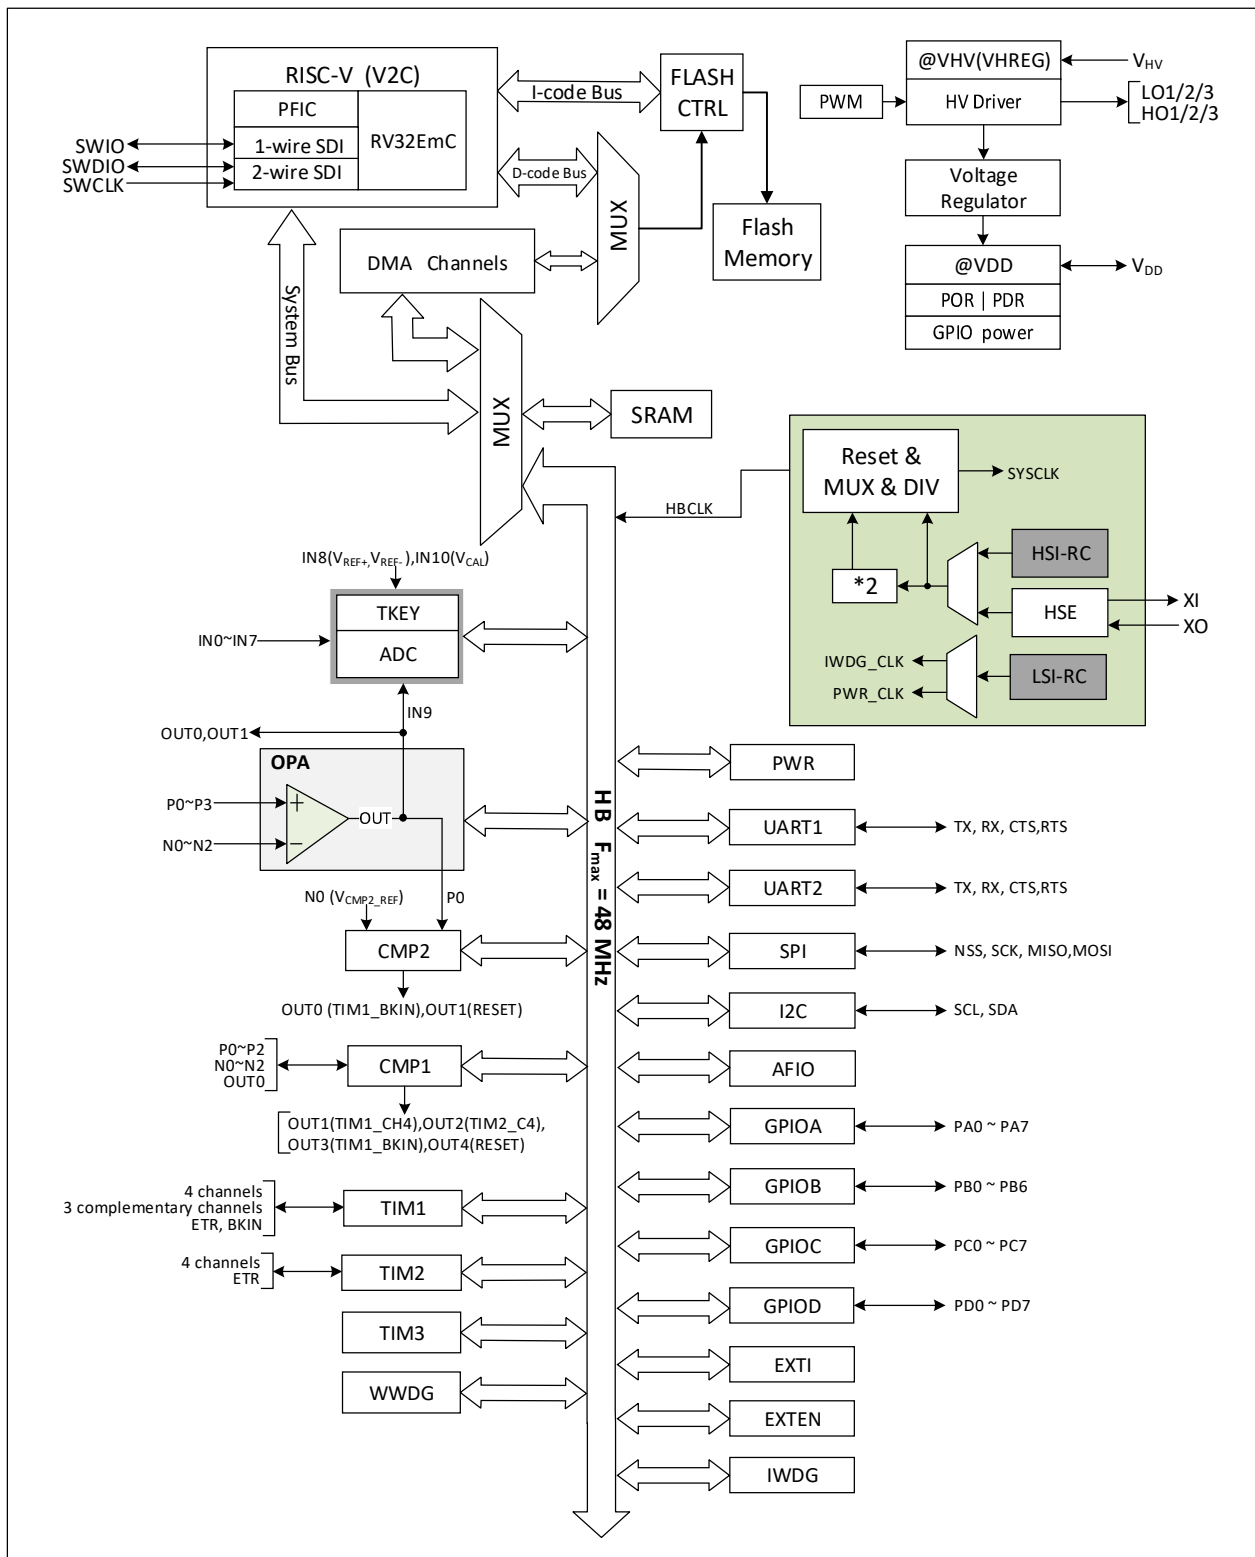 RISC-V (V2C)
PFIC
1-wire SDI
2-wire SDI
RV32EmC
SWIO
SWDIO
SWCLK
I-code Bus
D-code Bus
FLASH
CTRL
MUX
Flash
Memory
DMA Channels
System Bus
MUX
SRAM
@VHV(VHREG)
HV Driver
PWM
VHV
LO1/2/3
HO1/2/3
Voltage
Regulator
@VDD
POR | PDR
GPIO power
VDD
Reset &
MUX & DIV
SYSCLK
HBCLK
*2
HSI-RC
HSE
XI
XO
IWDG_CLK
PWR_CLK
LSI-RC
IN8(VREF+,VREF-),IN10(VCAL)
TKEY
ADC
IN0~IN7
IN9
OUT0,OUT1
OPA
P0~P3
N0~N2
+
−
OUT
N0 (VCMP2_REF)
P0
CMP2
OUT0 (TIM1_BKIN),OUT1(RESET)
P0~P2
N0~N2
OUT0
CMP1
OUT1(TIM1_CH4),OUT2(TIM2_C4),
OUT3(TIM1_BKIN),OUT4(RESET)
4 channels
3 complementary channels
ETR, BKIN
TIM1
4 channels
ETR
TIM2
TIM3
WWDG
HB Fmax = 48 MHz
PWR
UART1
TX, RX, CTS,RTS
UART2
TX, RX, CTS,RTS
SPI
NSS, SCK, MISO,MOSI
I2C
SCL, SDA
AFIO
GPIOA
PA0 ~ PA7
GPIOB
PB0 ~ PB6
GPIOC
PC0 ~ PC7
GPIOD
PD0 ~ PD7
EXTI
EXTEN
IWDG